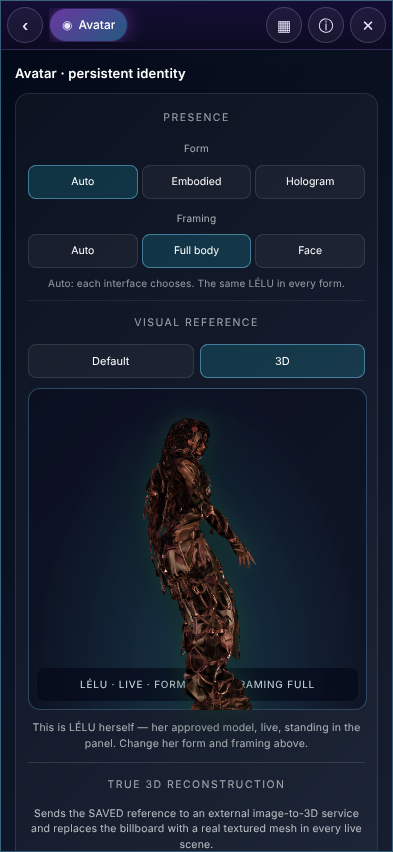 Avatar
Avatar · persistent identity
PRESENCE
Form
Auto
Embodied
Hologram
Framing
Auto
Full body
Face
Auto: each interface chooses. The same LÉLU in every form.
VISUAL REFERENCE
Default
3D
LÉLU · LIVE · FORM FRAMING FULL
This is LÉLU herself — her approved model, live, standing in the
panel. Change her form and framing above.
TRUE 3D RECONSTRUCTION
Sends the SAVED reference to an external image-to-3D service
and replaces the billboard with a real textured mesh in every live
scene.